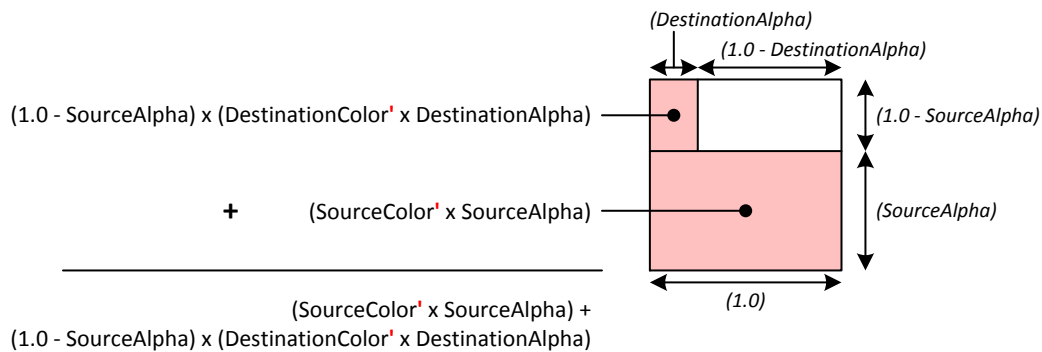 (DestinationAlpha)
(1.0 - DestinationAlpha)
(1.0 - SourceAlpha) x (DestinationColor' x DestinationAlpha)
(1.0 - SourceAlpha)
+ (SourceColor' x SourceAlpha)
(SourceAlpha)
(1.0)
(SourceColor' x SourceAlpha) +
(1.0 - SourceAlpha) x (DestinationColor' x DestinationAlpha)